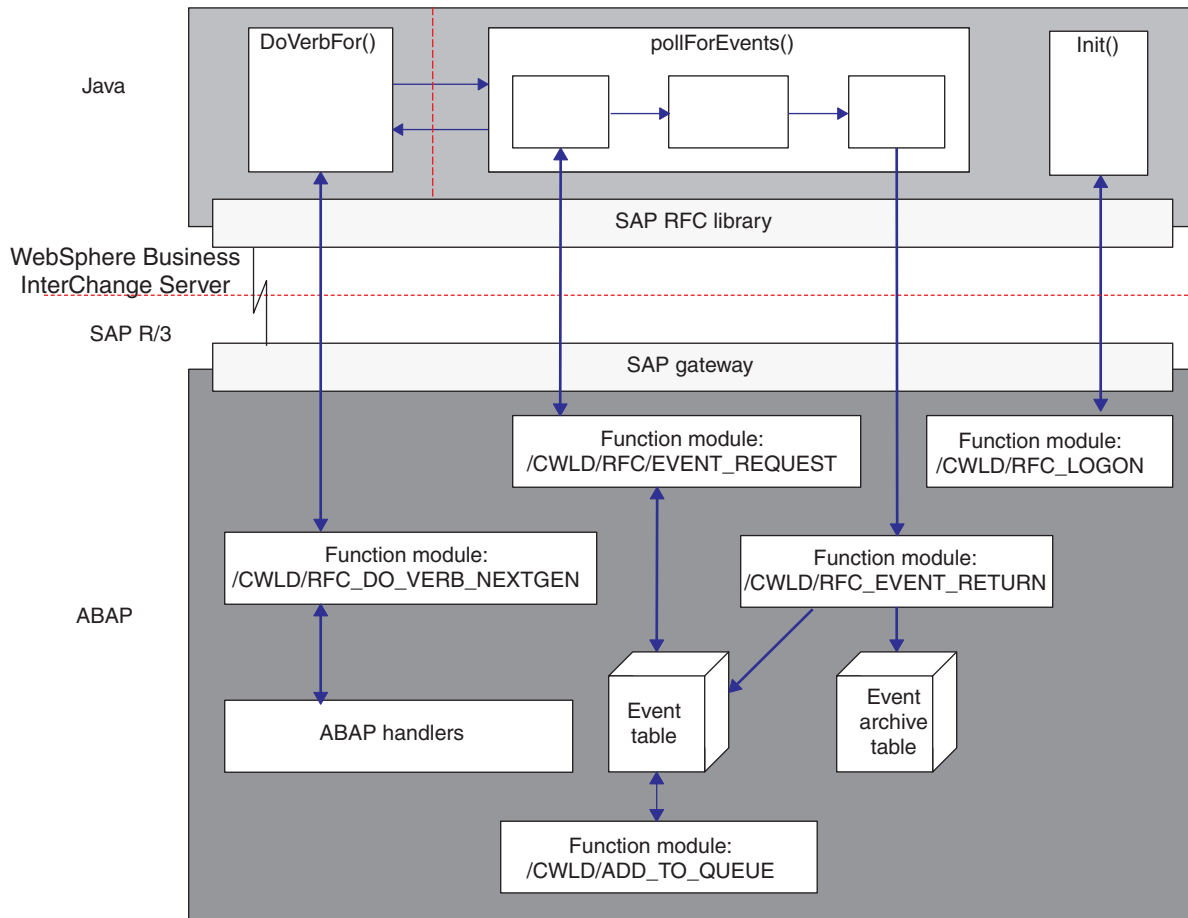 DoVerbFor()
pollForEvents()
Init()
Java
SAP RFC library
WebSphere Business
InterChange Server
SAP R/3
SAP gateway
Function module:
/CWLD/RFC/EVENT_REQUEST
Function module:
/CWLD/RFC_LOGON
Function module:
/CWLD/RFC_DO_VERB_NEXTGEN
Function module:
/CWLD/RFC_EVENT_RETURN
ABAP
ABAP handlers
Event
table
Event
archive
table
Function module:
/CWLD/ADD_TO_QUEUE